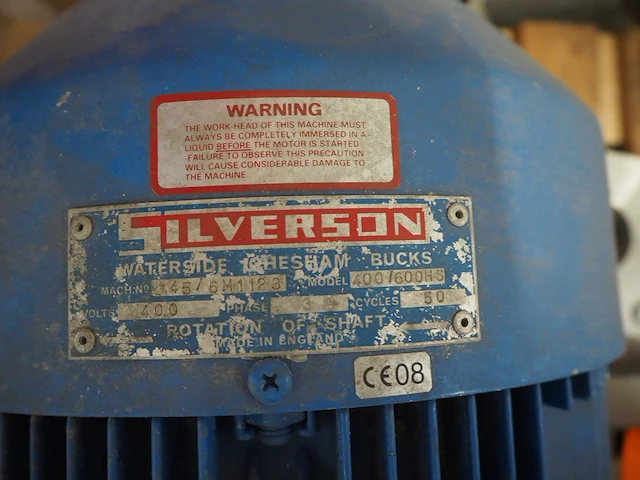 WARNING
THE WORK-HEAD OF THIS MACHINE MUST
ALWAYS BE COMPLETELY IMMERSED IN A
LIQUID BEFORE THE MOTOR IS STARTED
-FAILURE TO OBSERVE THIS PRECAUTION
WILL CAUSE CONSIDERABLE DAMAGE TO
THE MACHINE.
SILVERSON
WATERSIDE CHESHAM BUCKS
MACH.NO. MODEL 400/600HS
VOLTS 400 PHASE 3 CYCLES 50
ROTATION OF SHAFT
MADE IN ENGLAND
CE08